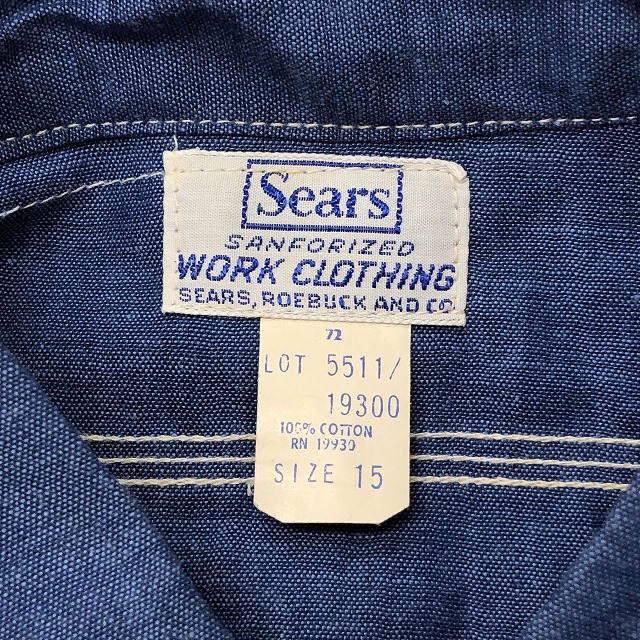 Sears
SANFORIZED
WORK CLOTHING
SEARS, ROEBUCK AND CO
72
LOT 5511/
19300
100% COTTON
RN 19930
SIZE 15